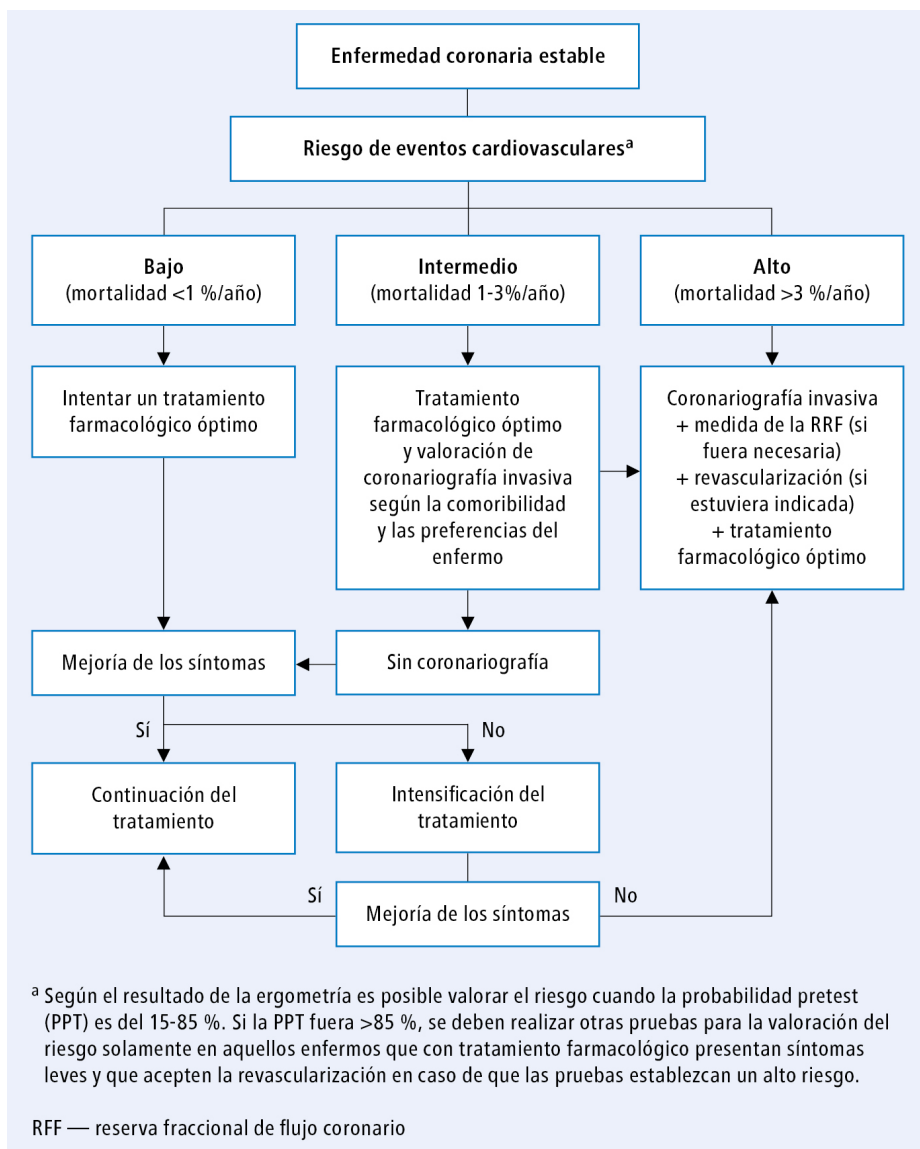 Enfermedad coronaria estable
Riesgo de eventos cardiovascularesª
Bajo
(mortalidad <1 %/año)
Intermedio
(mortalidad 1-3%/año)
Alto
(mortalidad >3 %/año)
Intentar un tratamiento
farmacológico óptimo
Tratamiento
farmacológico óptimo
y valoración de
coronariografía invasiva
según la comoribilidad
y las preferencias del
enfermo
Coronariografía invasiva
+ medida de la RRF (si
fuera necesaria)
+ revascularización (si
estuviera indicada)
+ tratamiento
farmacológico óptimo
Mejoría de los síntomas
Sin coronariografía
Sí
No
Continuación del
tratamiento
Intensificación del
tratamiento
Sí
Mejoría de los síntomas
No
ª Según el resultado de la ergometría es posible valorar el riesgo cuando la probabilidad pretest
(PPT) es del 15-85 %. Si la PPT fuera >85 %, se deben realizar otras pruebas para la valoración del
riesgo solamente en aquellos enfermos que con tratamiento farmacológico presentan síntomas
leves y que acepten la revascularización en caso de que las pruebas establezcan un alto riesgo.
RFF — reserva fraccional de flujo coronario